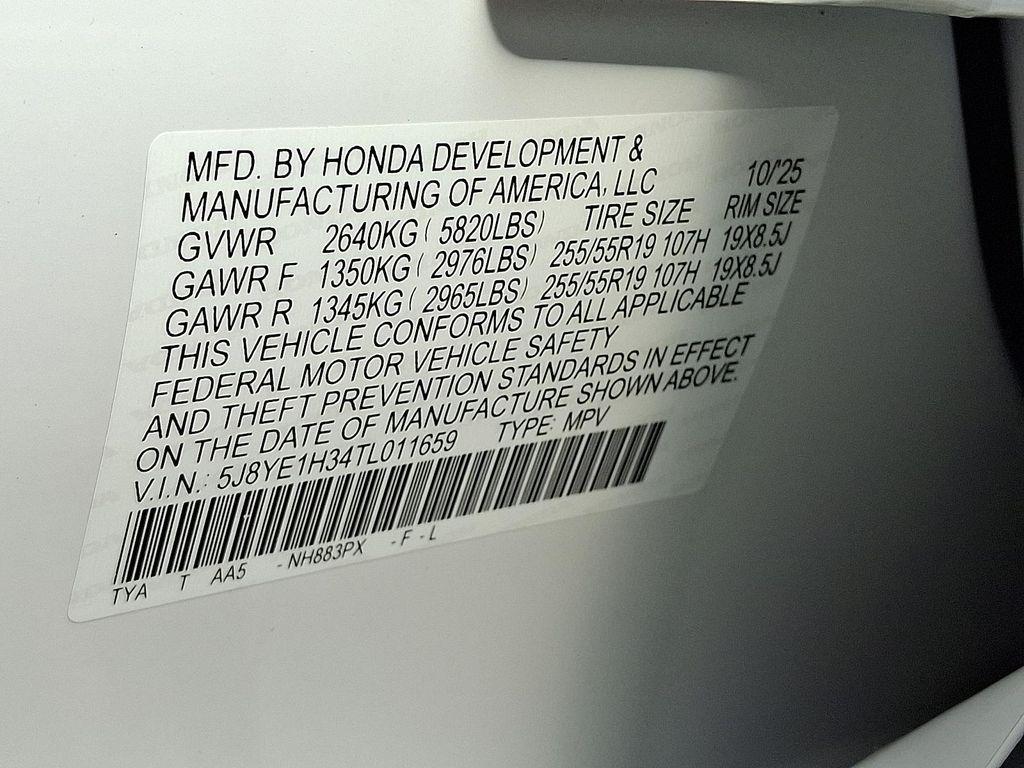 MFD. BY HONDA DEVELOPMENT &
MANUFACTURING OF AMERICA, LLC 10/'25
GVWR 2640KG ( 5820LBS) TIRE SIZE RIM SIZE
GAWR F 1350KG ( 2976LBS) 255/55R19 107H 19X8.5J
GAWR R 1345KG ( 2965LBS) 255/55R19 107H 19X8.5J
THIS VEHICLE CONFORMS TO ALL APPLICABLE
FEDERAL MOTOR VEHICLE SAFETY
AND THEFT PREVENTION STANDARDS IN EFFECT
ON THE DATE OF MANUFACTURE SHOWN ABOVE.
V.I.N.: 5J8YE1H34TL011659 TYPE: MPV
TYA T AA5 - NH883PX - F - L